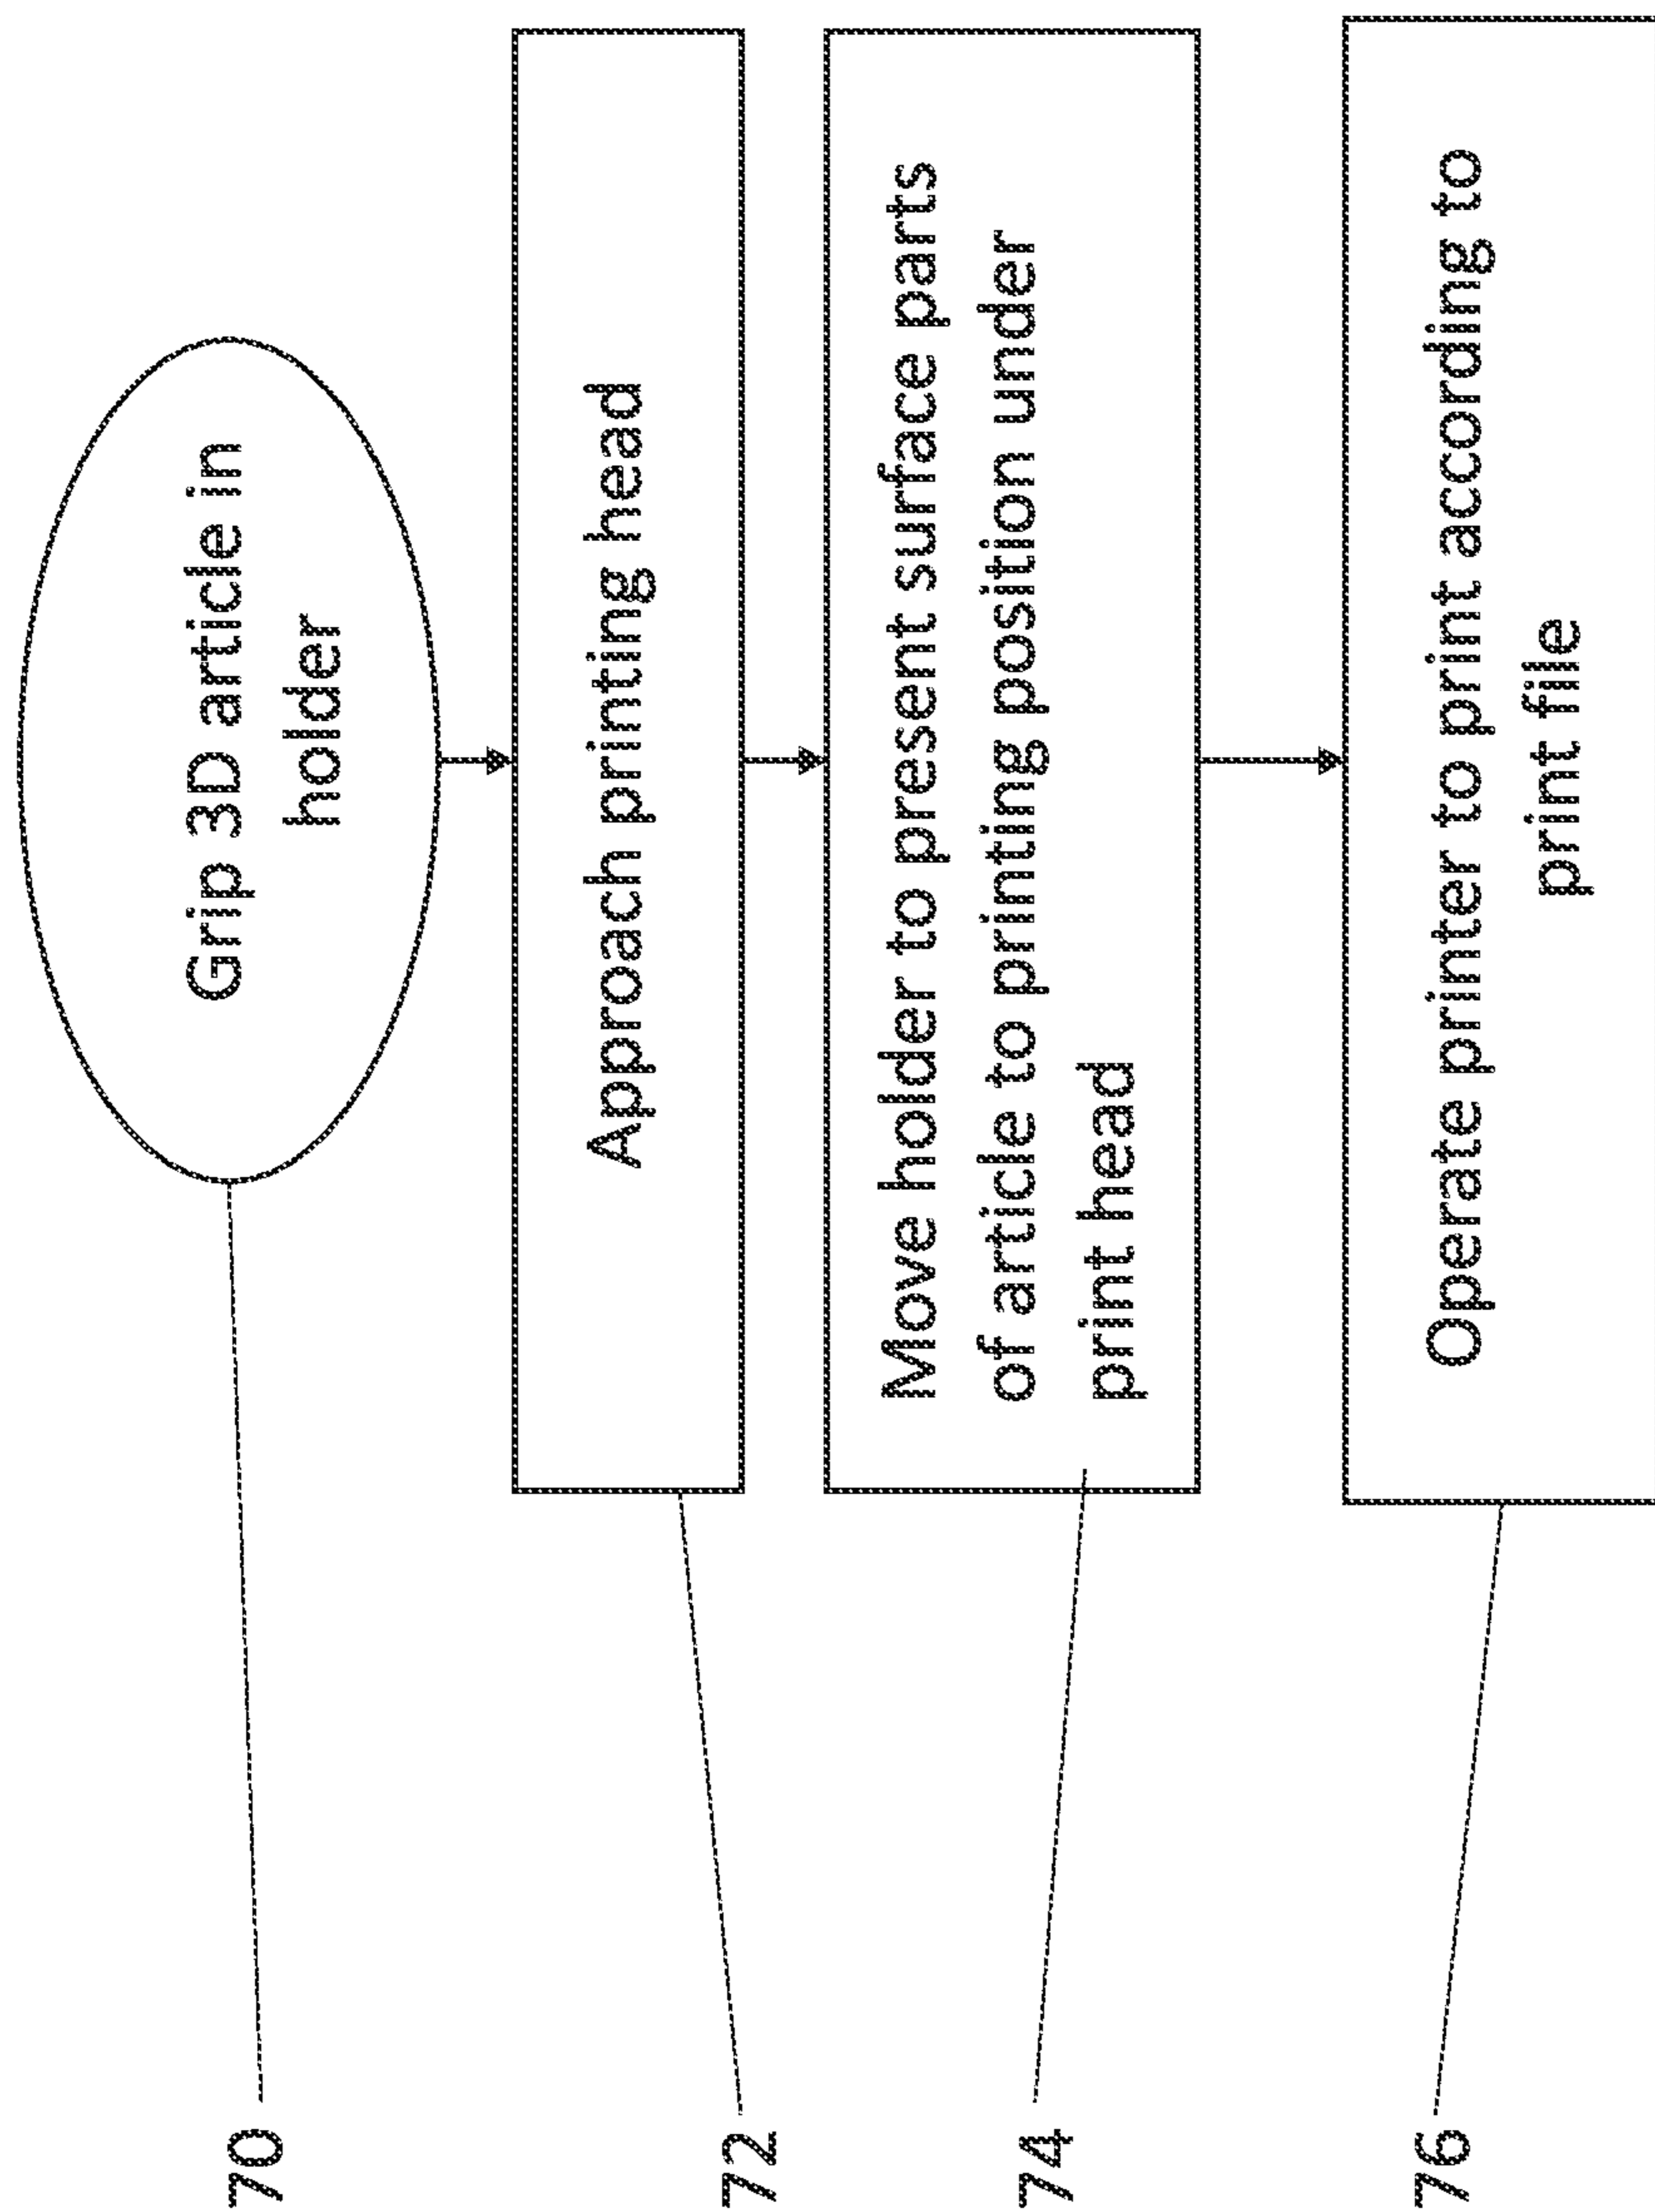 70
Grip 3D article in
holder
72
Approach printing head
74
Move holder to present surface parts
of article to printing position under
print head
76
Operate printer to print according to
print file